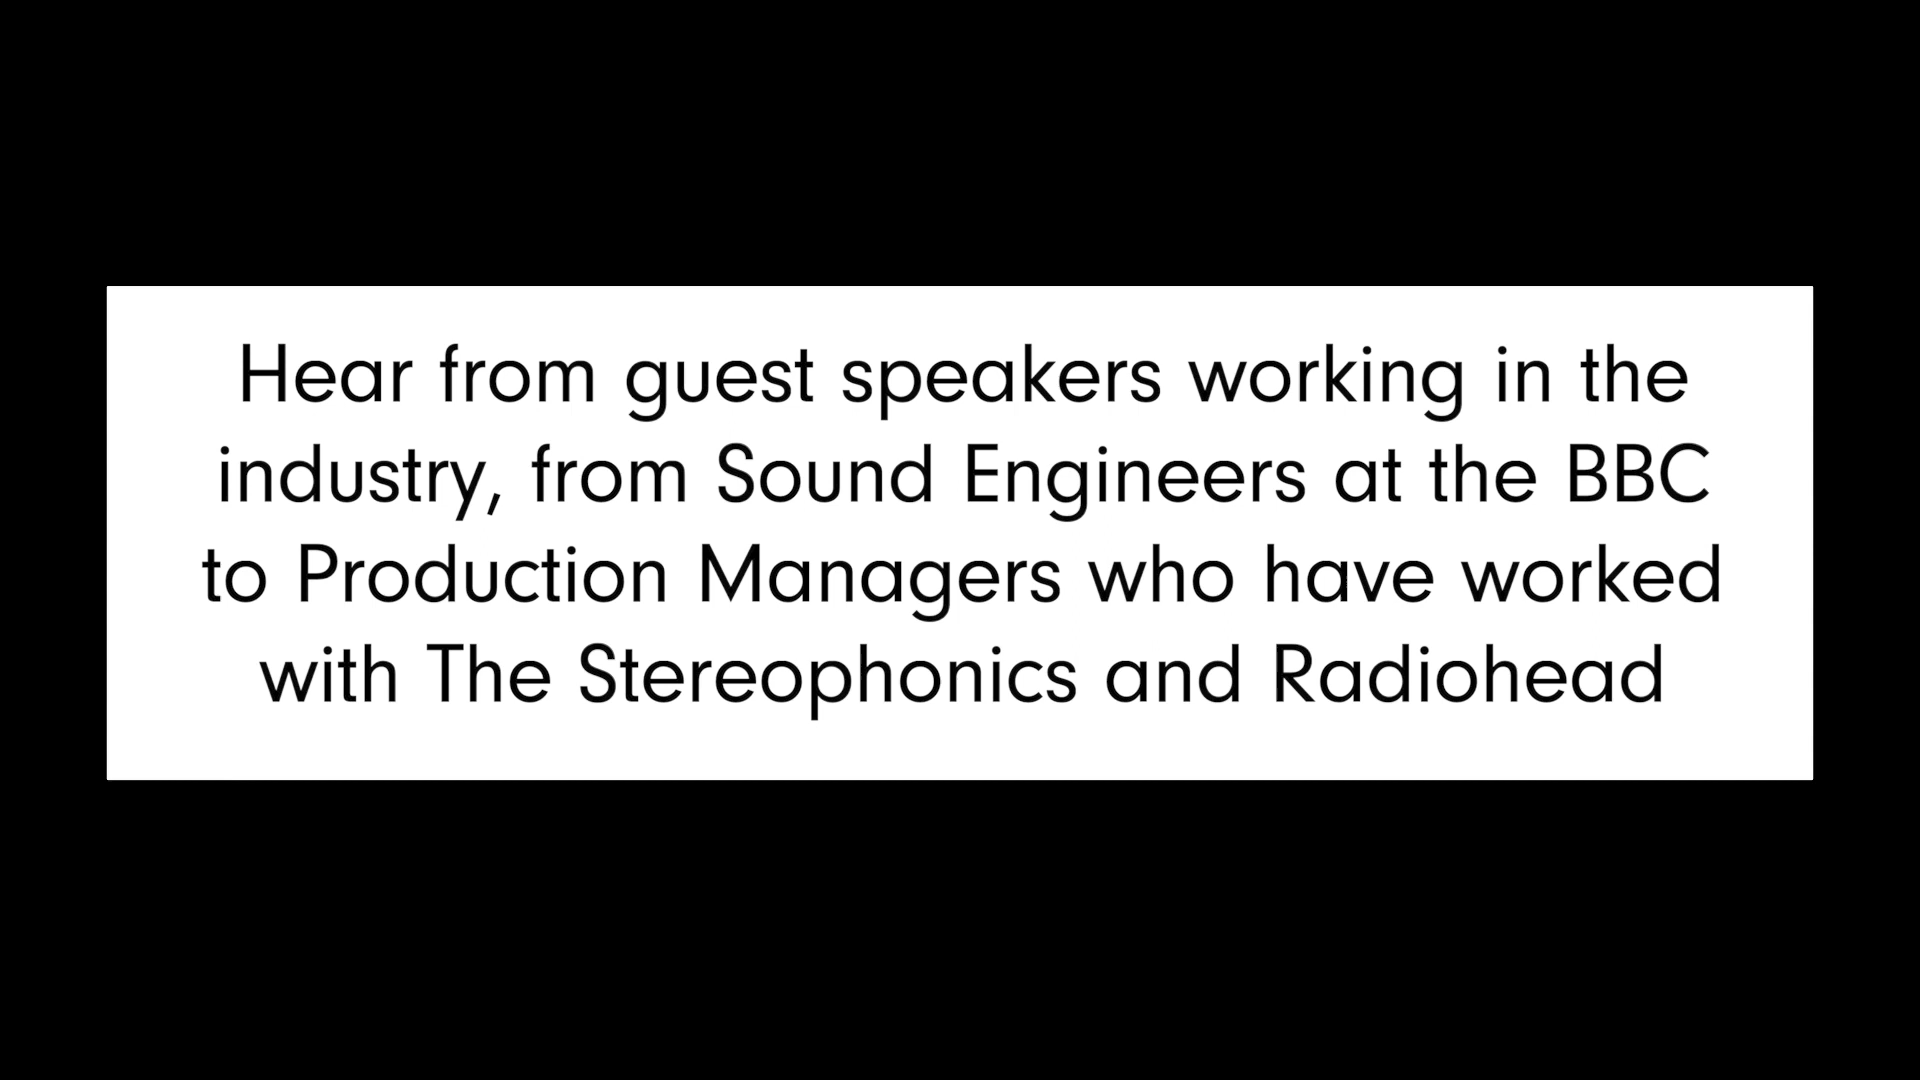 Hear from guest speakers working in the
industry, from Sound Engineers at the BBC
to Production Managers who have worked
with The Stereophonics and Radiohead